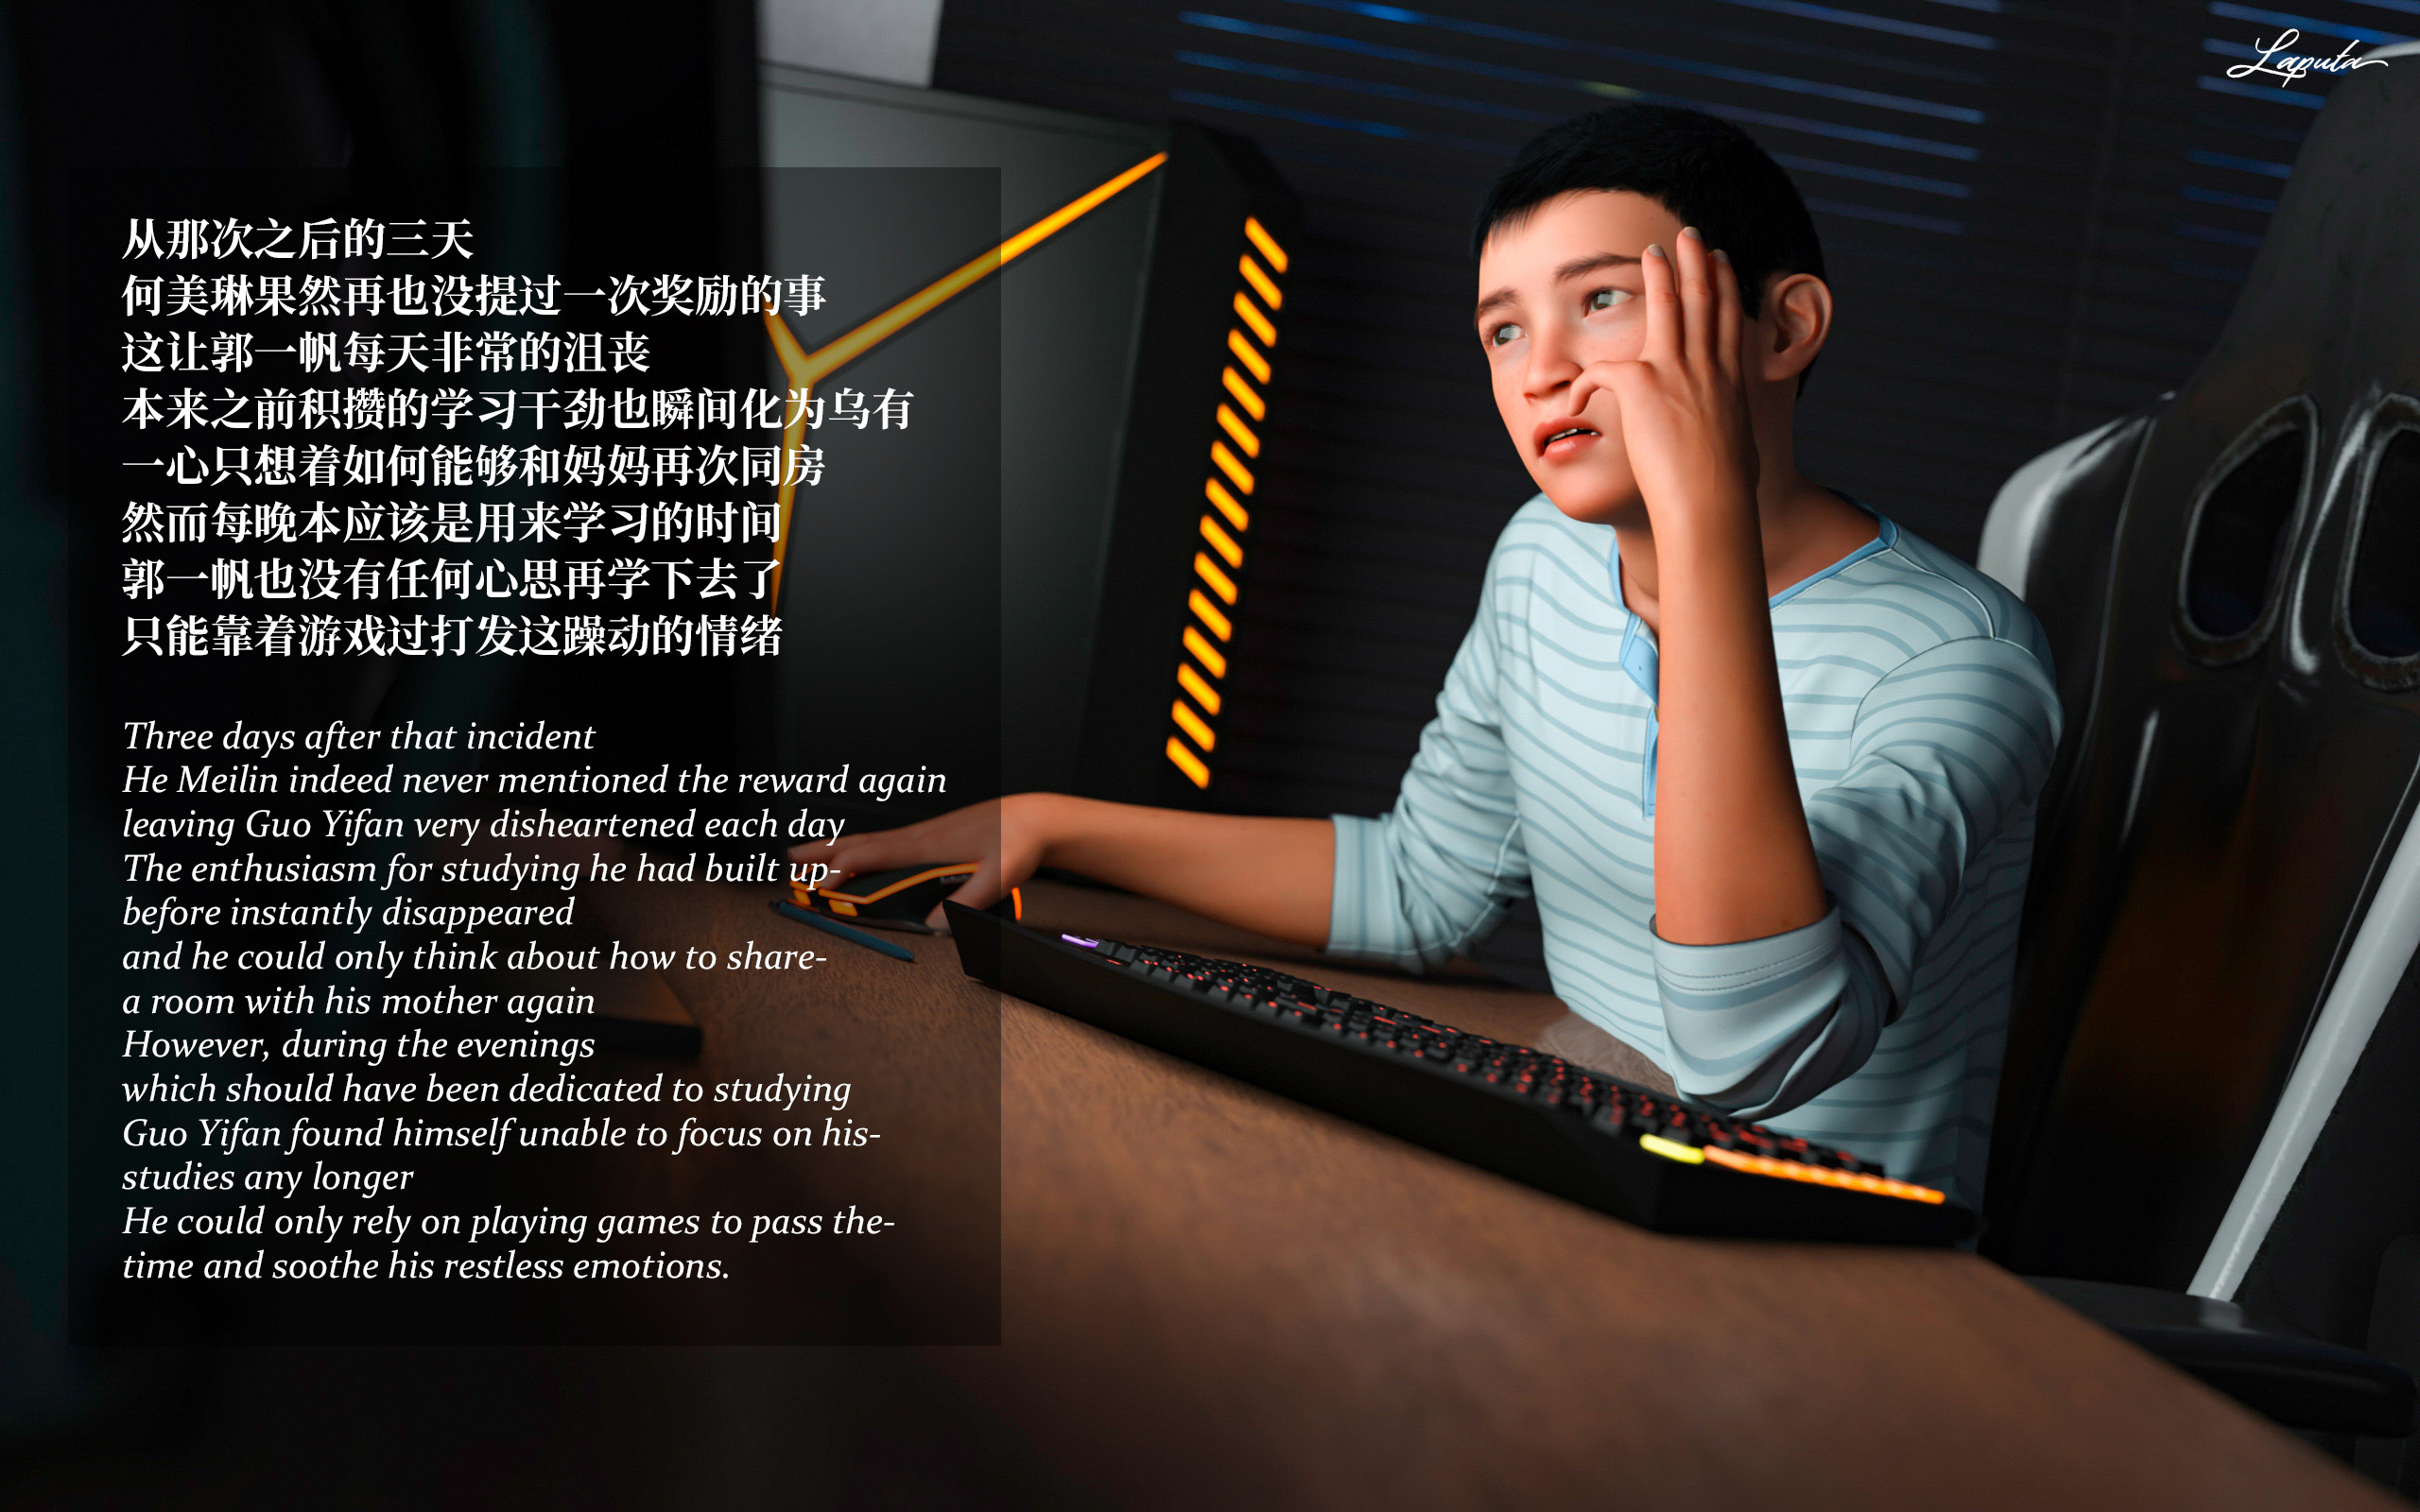 Laputa
从那次之后的三天
何美琳果然再也没提过一次奖励的事
这让郭一帆每天非常的沮丧
本来之前积攒的学习干劲也瞬间化为乌有
一心只想着如何能够和妈妈再次同房
然而每晚本应该是用来学习的时间
郭一帆也没有任何心思再学下去了
只能靠着游戏过打发这躁动的情绪
Three days after that incident
He Meilin indeed never mentioned the reward again
leaving Guo Yifan very disheartened each day
The enthusiasm for studying he had built up-
before instantly disappeared
and he could only think about how to share-
a room with his mother again
However, during the evenings
which should have been dedicated to studying
Guo Yifan found himself unable to focus on his-
studies any longer
He could only rely on playing games to pass the-
time and soothe his restless emotions.